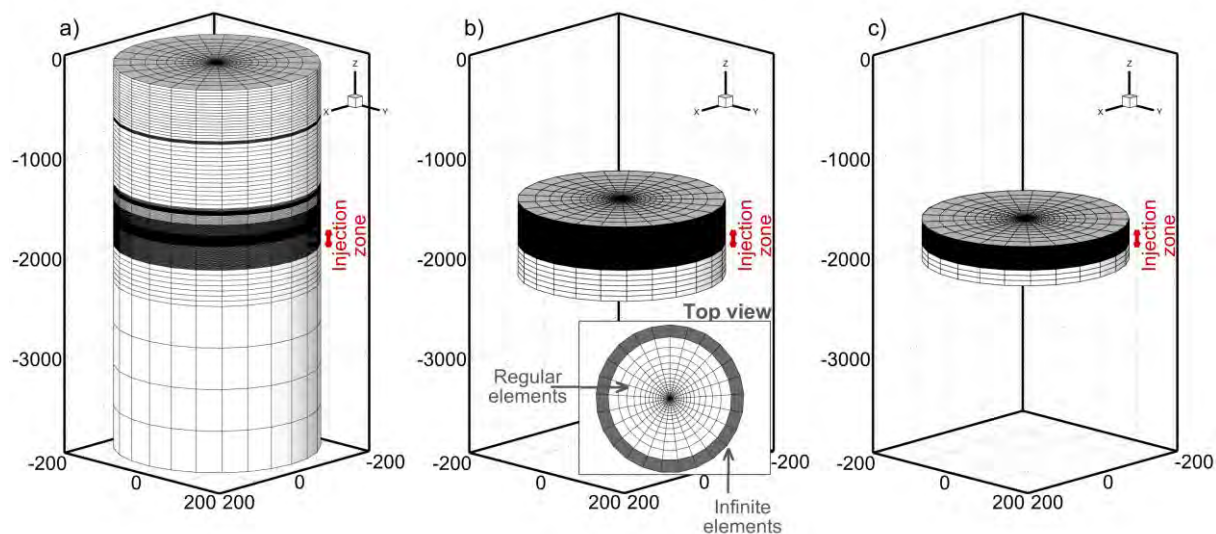 a)
0
-1000
-2000
-3000
-200
0
200
200
0
-200
Z
X
Y
Injection
zone
b)
0
-1000
-2000
-3000
-200
0
200
200
0
-200
Z
X
Y
Injection
zone
Top view
Regular
elements
Infinite
elements
c)
0
-1000
-2000
-3000
-200
0
200
200
0
-200
Z
X
Y
Injection
zone